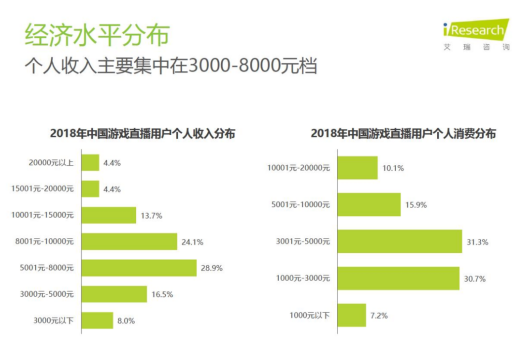 经济水平分布
个人收入主要集中在3000-8000元档
iResearch
艾瑞咨询
2018年中国游戏直播用户个人收入分布
20000元以上 4.4%
15001元-20000元 4.4%
10001元-15000元 13.7%
8001元-10000元 24.1%
5001元-8000元 28.9%
3000元-5000元 16.5%
3000元以下 8.0%
2018年中国游戏直播用户个人消费分布
10001元-20000元 10.1%
5001元-10000元 15.9%
3001元-5000元 31.3%
1000元-3000元 30.7%
1000元以下 7.2%